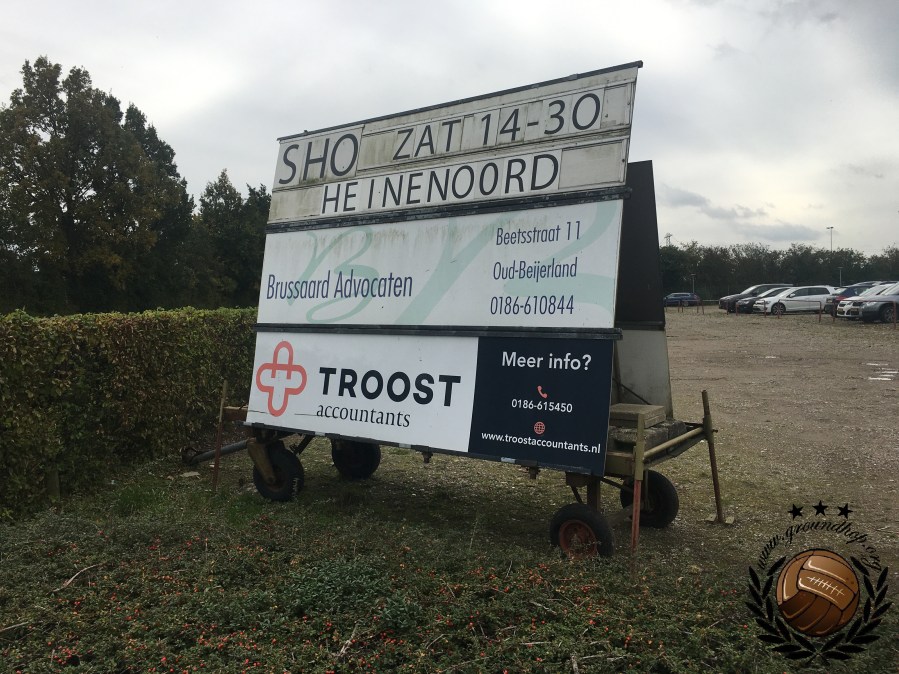 SHO ZAT 14-30
HEINENOORD
Brussaard Advocaten
Beetsstraat 11
Oud-Beijerland
0186-610844
TROOST
accountants
Meer info?
0186-615450
www.troostaccountants.nl
www.groundhop.org